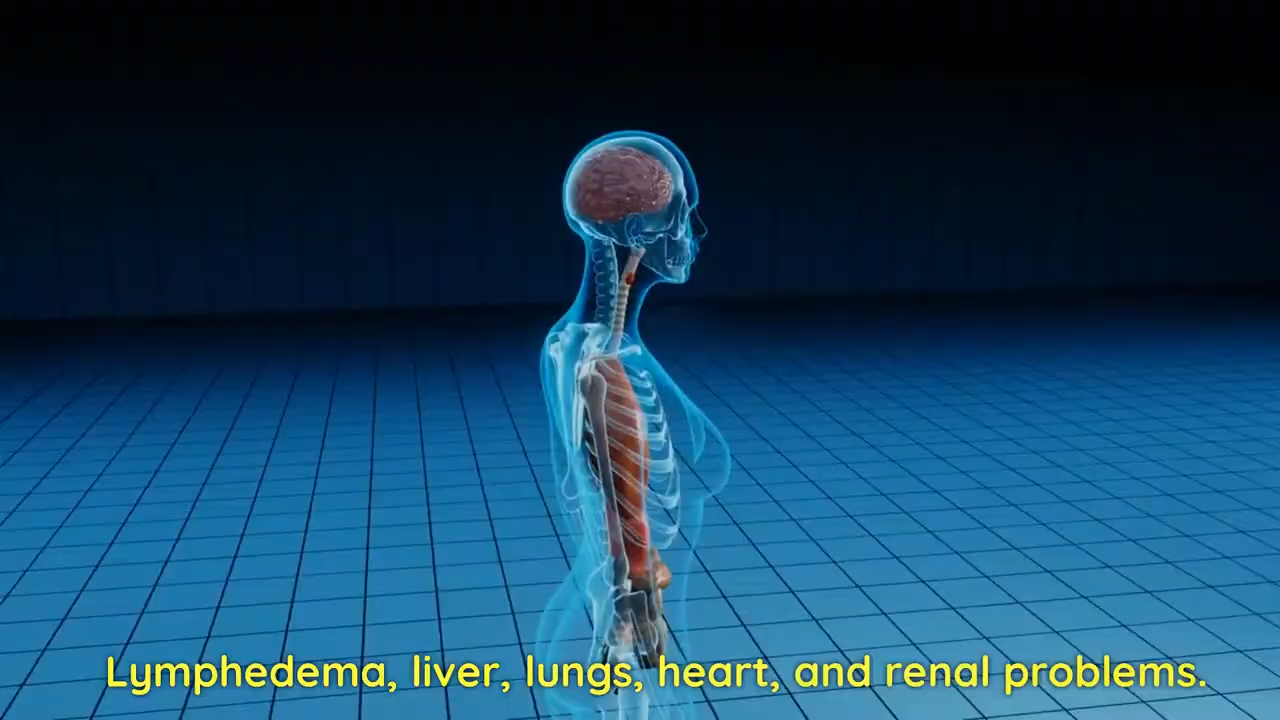 Lymphedema, liver, lungs, heart, and renal problems.